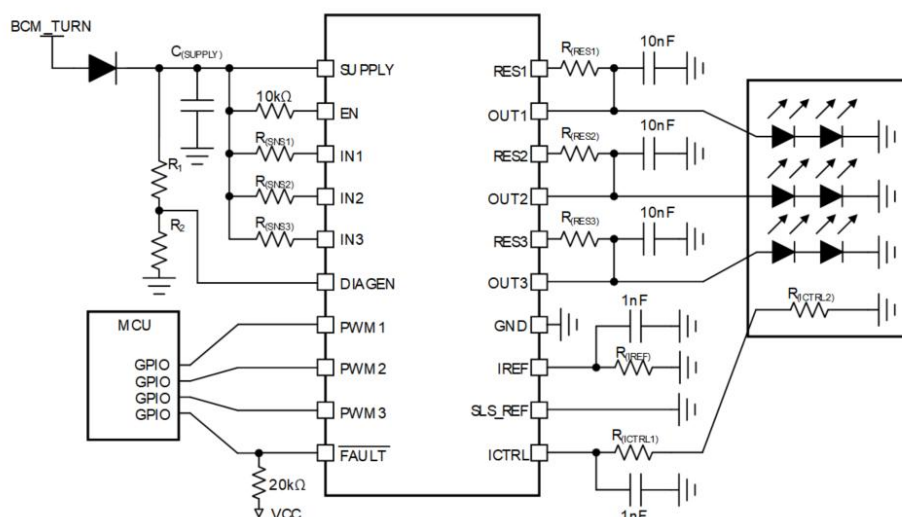 BCM_TURN
C(SUPPLY)
R1
R2
10kΩ
R(SNS1)
R(SNS2)
R(SNS3)
MCU
GPIO
GPIO
GPIO
GPIO
20kΩ
VCC
SUPPLY
EN
IN1
IN2
IN3
DIAGEN
PWM1
PWM2
PWM3
FAULT
RES1
OUT1
RES2
OUT2
RES3
OUT3
GND
IREF
SLS_REF
ICTRL
R(RES1)
10nF
R(RES2)
10nF
R(RES3)
10nF
1nF
R(IREF)
R(ICTRL1)
1nF
R(ICTRL2)